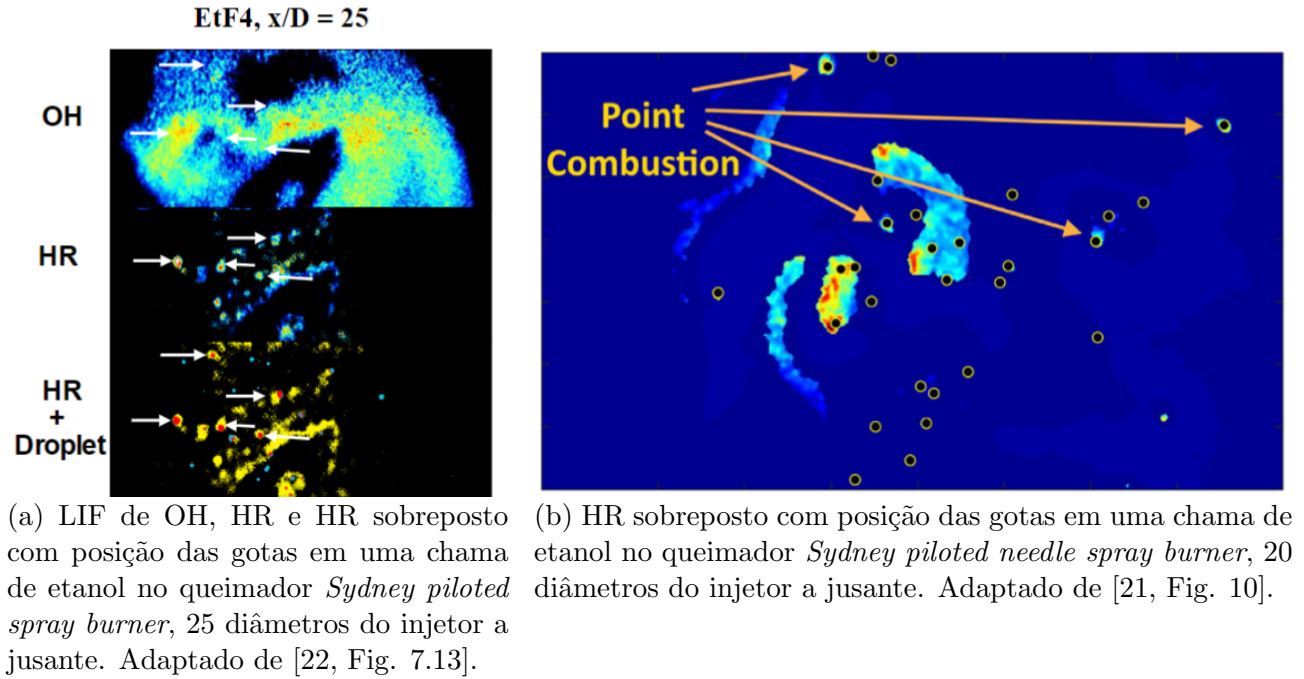 EtF4, x/D = 25
OH
HR
HR
+
Droplet
Point
Combustion
(a) LIF de OH, HR e HR sobreposto
com posição das gotas em uma chama
de etanol no queimador Sydney piloted
spray burner, 25 diâmetros do injetor a
jusante. Adaptado de [22, Fig. 7.13].
(b) HR sobreposto com posição das gotas em uma chama de
etanol no queimador Sydney piloted needle spray burner, 20
diâmetros do injetor a jusante. Adaptado de [21, Fig. 10].